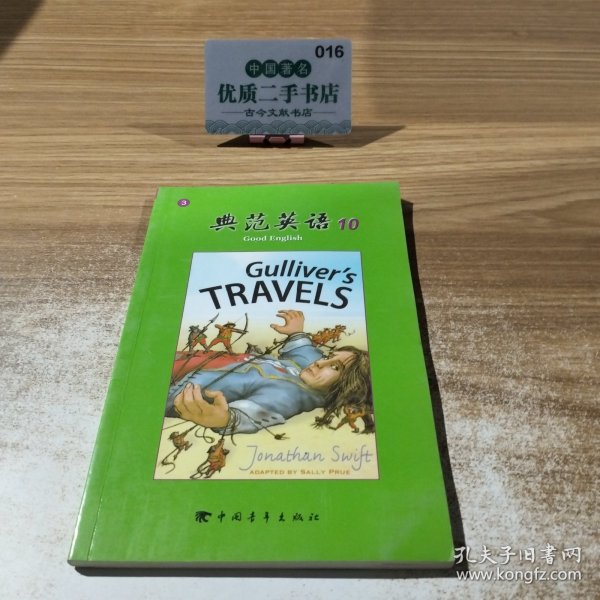 016
中国著名
优质二手书店
古今文献书店
3
典范英语 10
Good English
Gulliver's
TRAVELS
Jonathan Swift
ADAPTED BY SALLY PRUE
中国青年出版社
孔夫子旧书网
www.kongfz.com